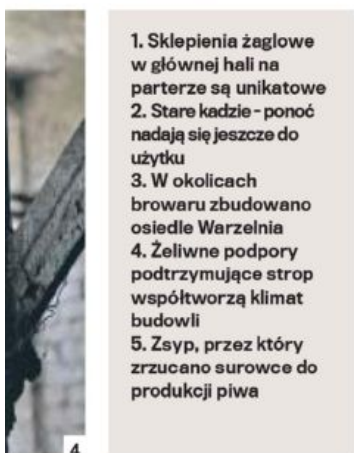 1. Sklepienia żaglowe
w głównej hali na
parterze są unikatowe
2. Stare kadzie - ponoć
nadają się jeszcze do
użytku
3. W okolicach
browaru zbudowano
osiedle Warzelnia
4. Żeliwne podpory
podtrzymujące strop
współtworzą klimat
budowli
5. Zsyp, przez który
zrzucano surowce do
produkcji piwa
4